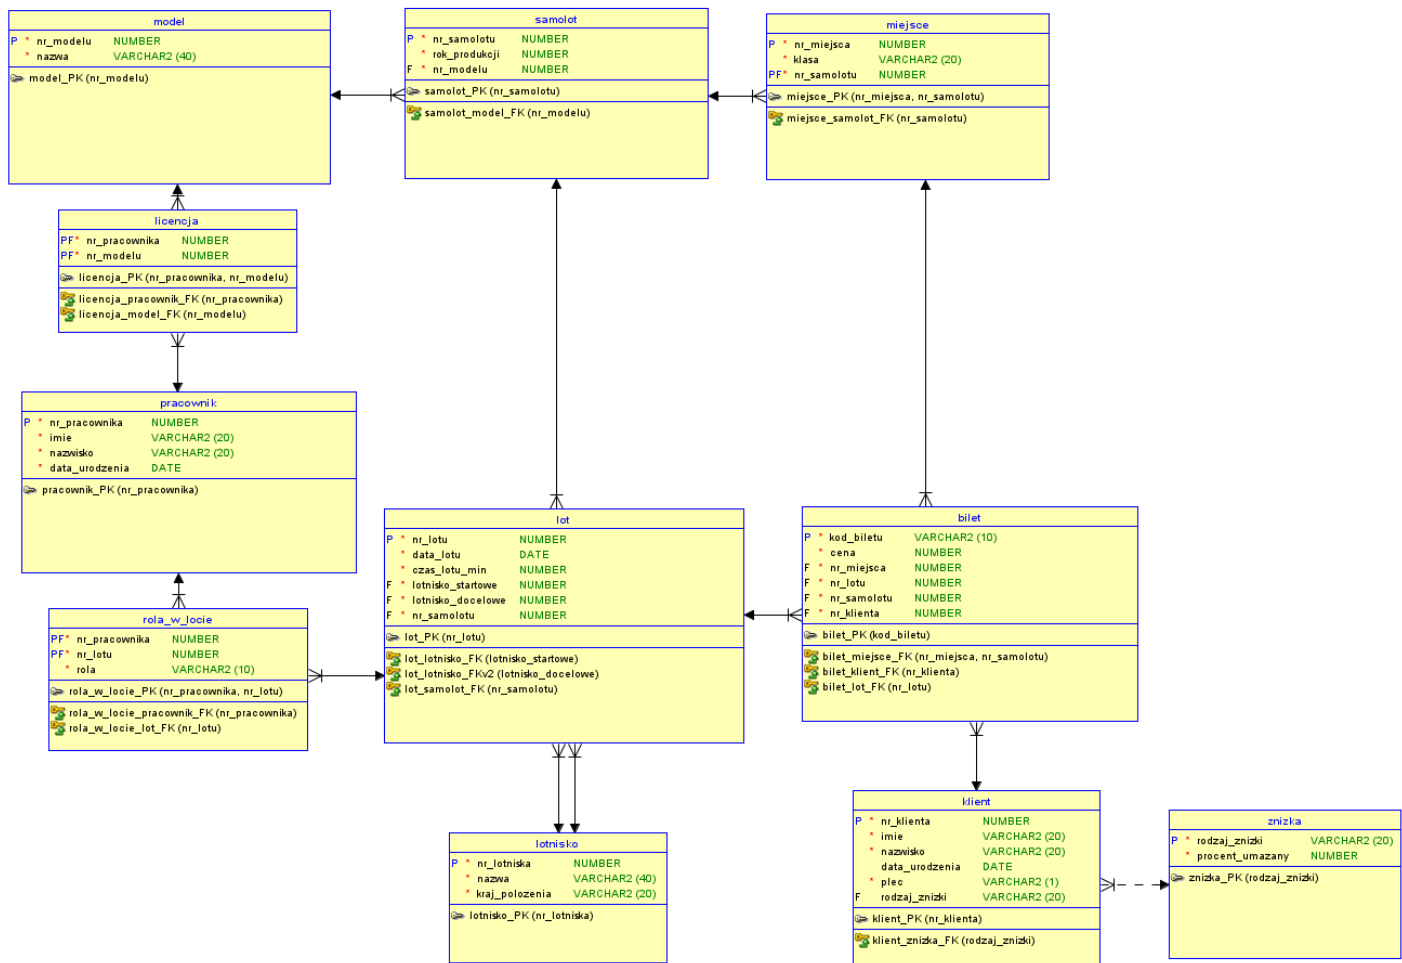 model
P * nr_modelu NUMBER
* nazwa VARCHAR2 (40)
model_PK (nr_modelu)
samolot
P * nr_samolotu NUMBER
* rok_produkcji NUMBER
F * nr_modelu NUMBER
samolot_PK (nr_samolotu)
samolot_model_FK (nr_modelu)
miejsce
P * nr_miejsca NUMBER
* klasa VARCHAR2 (20)
PF* nr_samolotu NUMBER
miejsce_PK (nr_miejsca, nr_samolotu)
miejsce_samolot_FK (nr_samolotu)
licencja
PF* nr_pracownika NUMBER
PF* nr_modelu NUMBER
licencja_PK (nr_pracownika, nr_modelu)
licencja_pracownik_FK (nr_pracownika)
licencja_model_FK (nr_modelu)
pracownik
P * nr_pracownika NUMBER
* imie VARCHAR2 (20)
* nazwisko VARCHAR2 (20)
* data_urodzenia DATE
pracownik_PK (nr_pracownika)
lot
P * nr_lotu NUMBER
* data_lotu DATE
* czas_lotu_min NUMBER
F * lotnisko_startowe NUMBER
F * lotnisko_docelowe NUMBER
F * nr_samolotu NUMBER
lot_PK (nr_lotu)
lot_lotnisko_FK (lotnisko_startowe)
lot_lotnisko_FKv2 (lotnisko_docelowe)
lot_samolot_FK (nr_samolotu)
bilet
P * kod_biletu VARCHAR2 (10)
* cena NUMBER
F * nr_miejsca NUMBER
F * nr_lotu NUMBER
F * nr_samolotu NUMBER
F * nr_klienta NUMBER
bilet_PK (kod_biletu)
bilet_miejsce_FK (nr_miejsca, nr_samolotu)
bilet_klient_FK (nr_klienta)
bilet_lot_FK (nr_lotu)
rola_w_locie
PF* nr_pracownika NUMBER
PF* nr_lotu NUMBER
* rola VARCHAR2 (10)
rola_w_locie_PK (nr_pracownika, nr_lotu)
rola_w_locie_pracownik_FK (nr_pracownika)
rola_w_locie_lot_FK (nr_lotu)
lotnisko
P * nr_lotniska NUMBER
* nazwa VARCHAR2 (40)
* kraj_polozenia VARCHAR2 (20)
lotnisko_PK (nr_lotniska)
klient
P * nr_klienta NUMBER
* imie VARCHAR2 (20)
* nazwisko VARCHAR2 (20)
data_urodzenia DATE
* plec VARCHAR2 (1)
F rodzaj_znizki VARCHAR2 (20)
klient_PK (nr_klienta)
klient_znizka_FK (rodzaj_znizki)
znizka
P * rodzaj_znizki VARCHAR2 (20)
* procent_umazany NUMBER
znizka_PK (rodzaj_znizki)